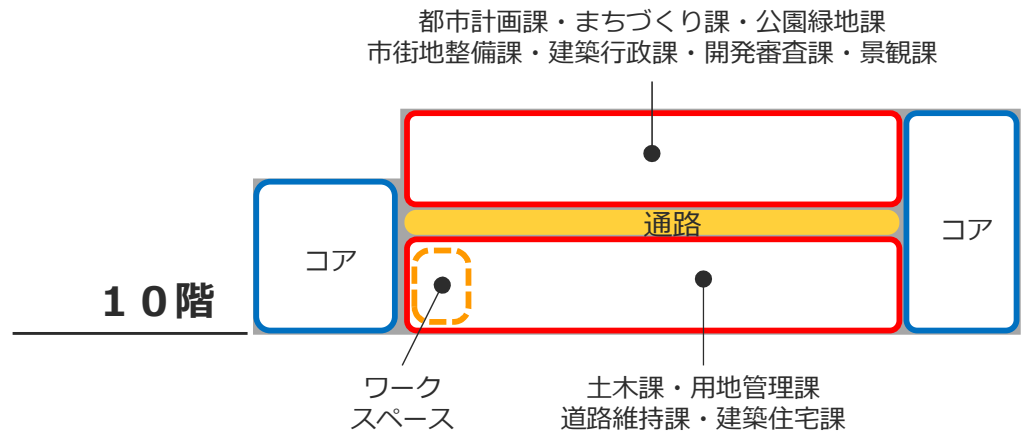 都市計画課・まちづくり課・公園緑地課
市街地整備課・建築行政課・開発審査課・景観課
通路
コア
コア
１０階
ワーク
スペース
土木課・用地管理課
道路維持課・建築住宅課